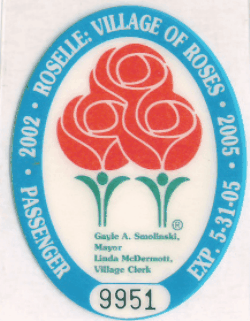 2002 • ROSELLE: VILLAGE OF ROSES • 2005
PASSENGER
EXP. 5-31-05
®
Gayle A. Smolinski,
Mayor
Linda McDermott,
Village Clerk
9951